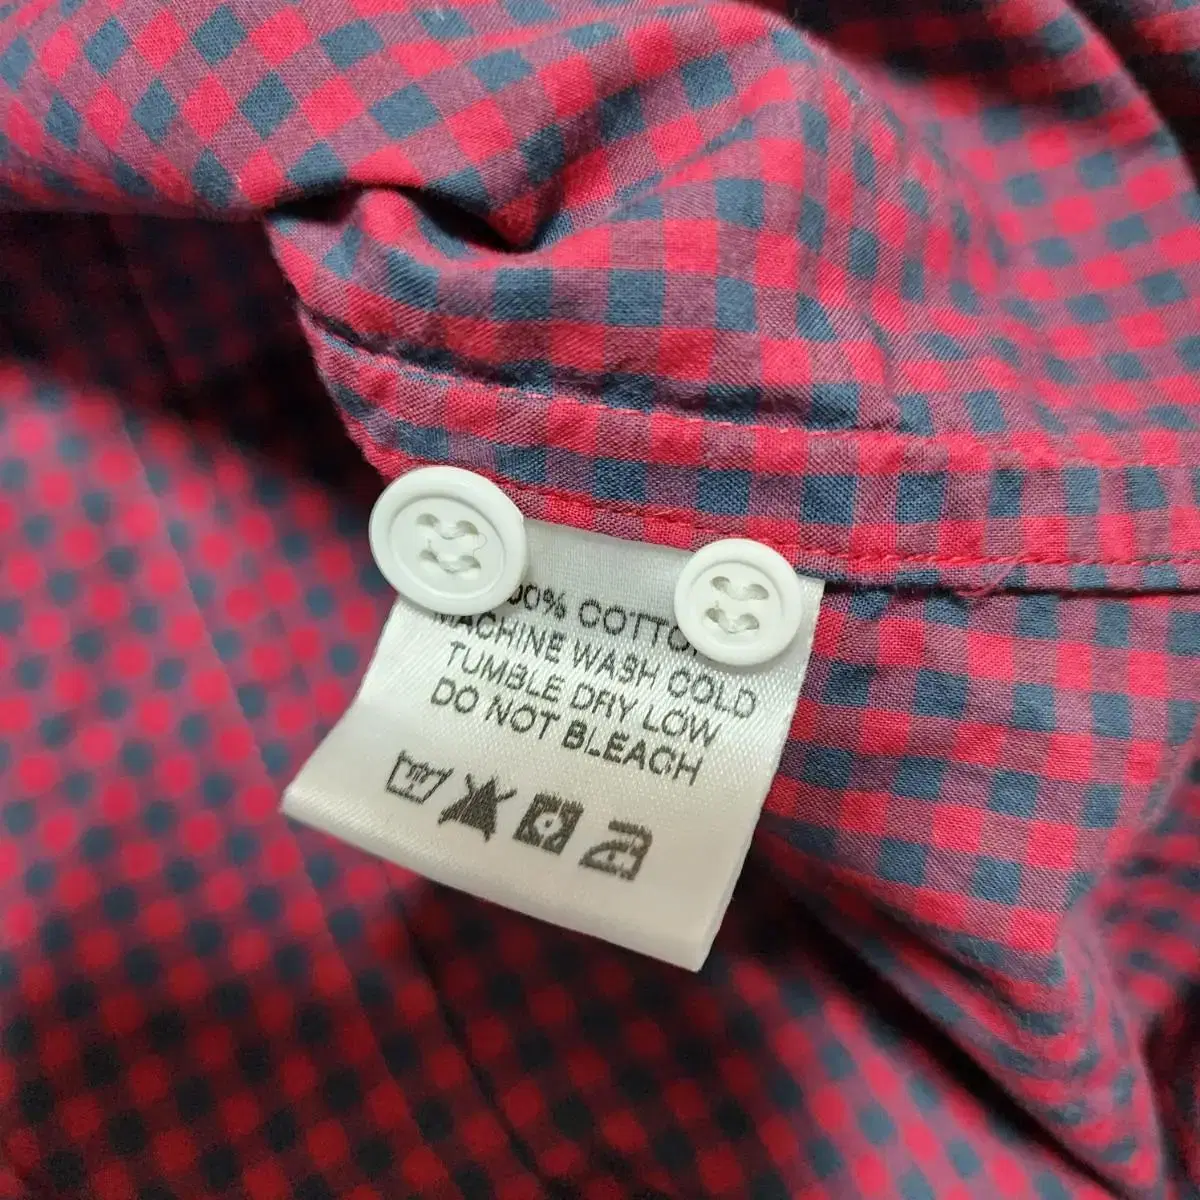 00% COTTO
MACHINE WASH COLD
TUMBLE DRY LOW
DO NOT BLEACH